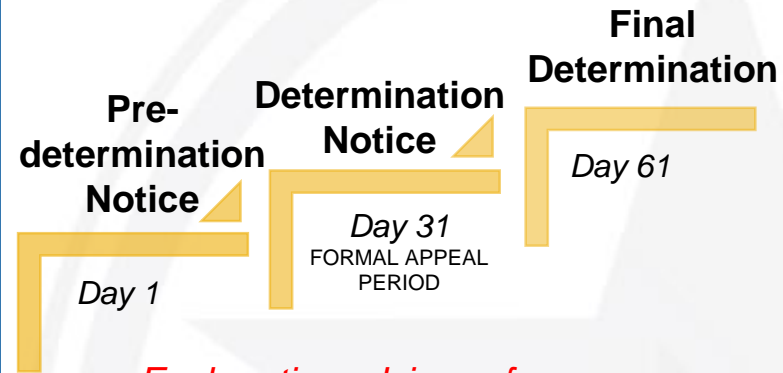 Pre-
determination
Notice
Day 1
Determination
Notice
Day 31
FORMAL APPEAL
PERIOD
Final
Determination
Day 61